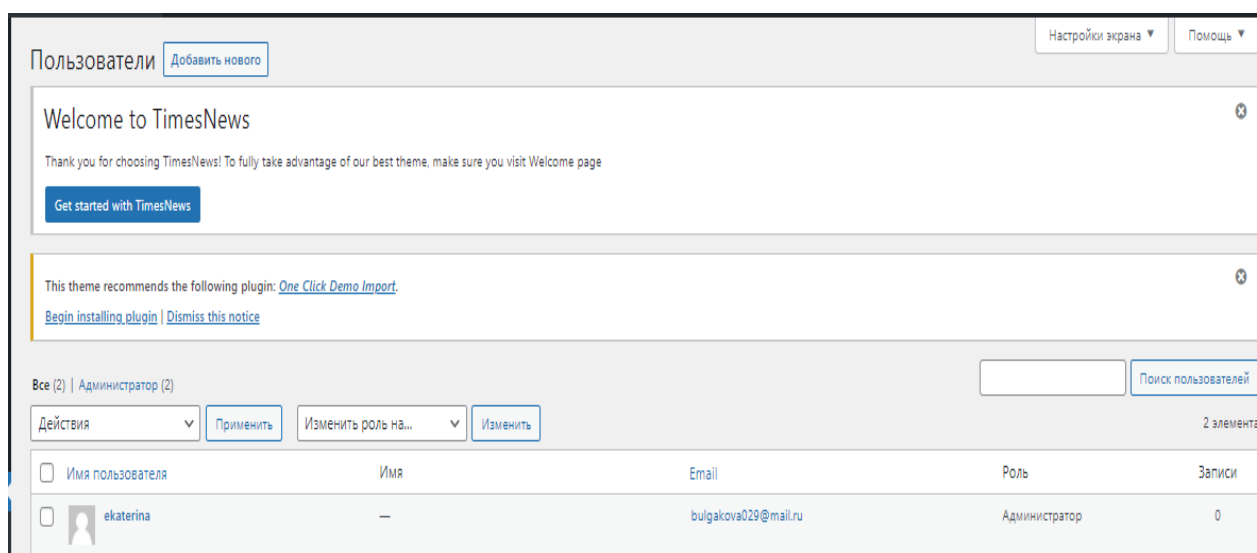 Настройки экрана ▼ Помощь ▼
Пользователи Добавить нового
Welcome to TimesNews
Thank you for choosing TimesNews! To fully take advantage of our best theme, make sure you visit Welcome page
Get started with TimesNews
This theme recommends the following plugin: One Click Demo Import.
Begin installing plugin | Dismiss this notice
Поиск пользователей
Все (2) | Администратор (2)
Действия Применить Изменить роль на... Изменить 2 элемента
Имя пользователя Имя Email Роль Записи
ekaterina — bulgakova029@mail.ru Администратор 0